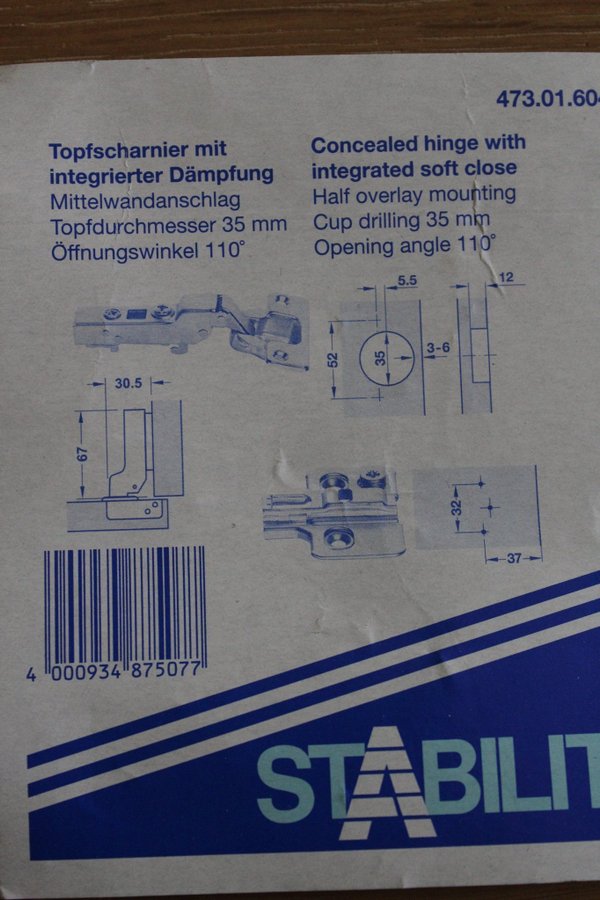 473.01.604
Topfscharnier mit
integrierter Dämpfung
Mittelwandanschlag
Topfdurchmesser 35 mm
Öffnungswinkel 110°
Concealed hinge with
integrated soft close
Half overlay mounting
Cup drilling 35 mm
Opening angle 110°
5.5
12
52
35
3-6
30.5
67
32
37
4 000934 875077
STABILIT